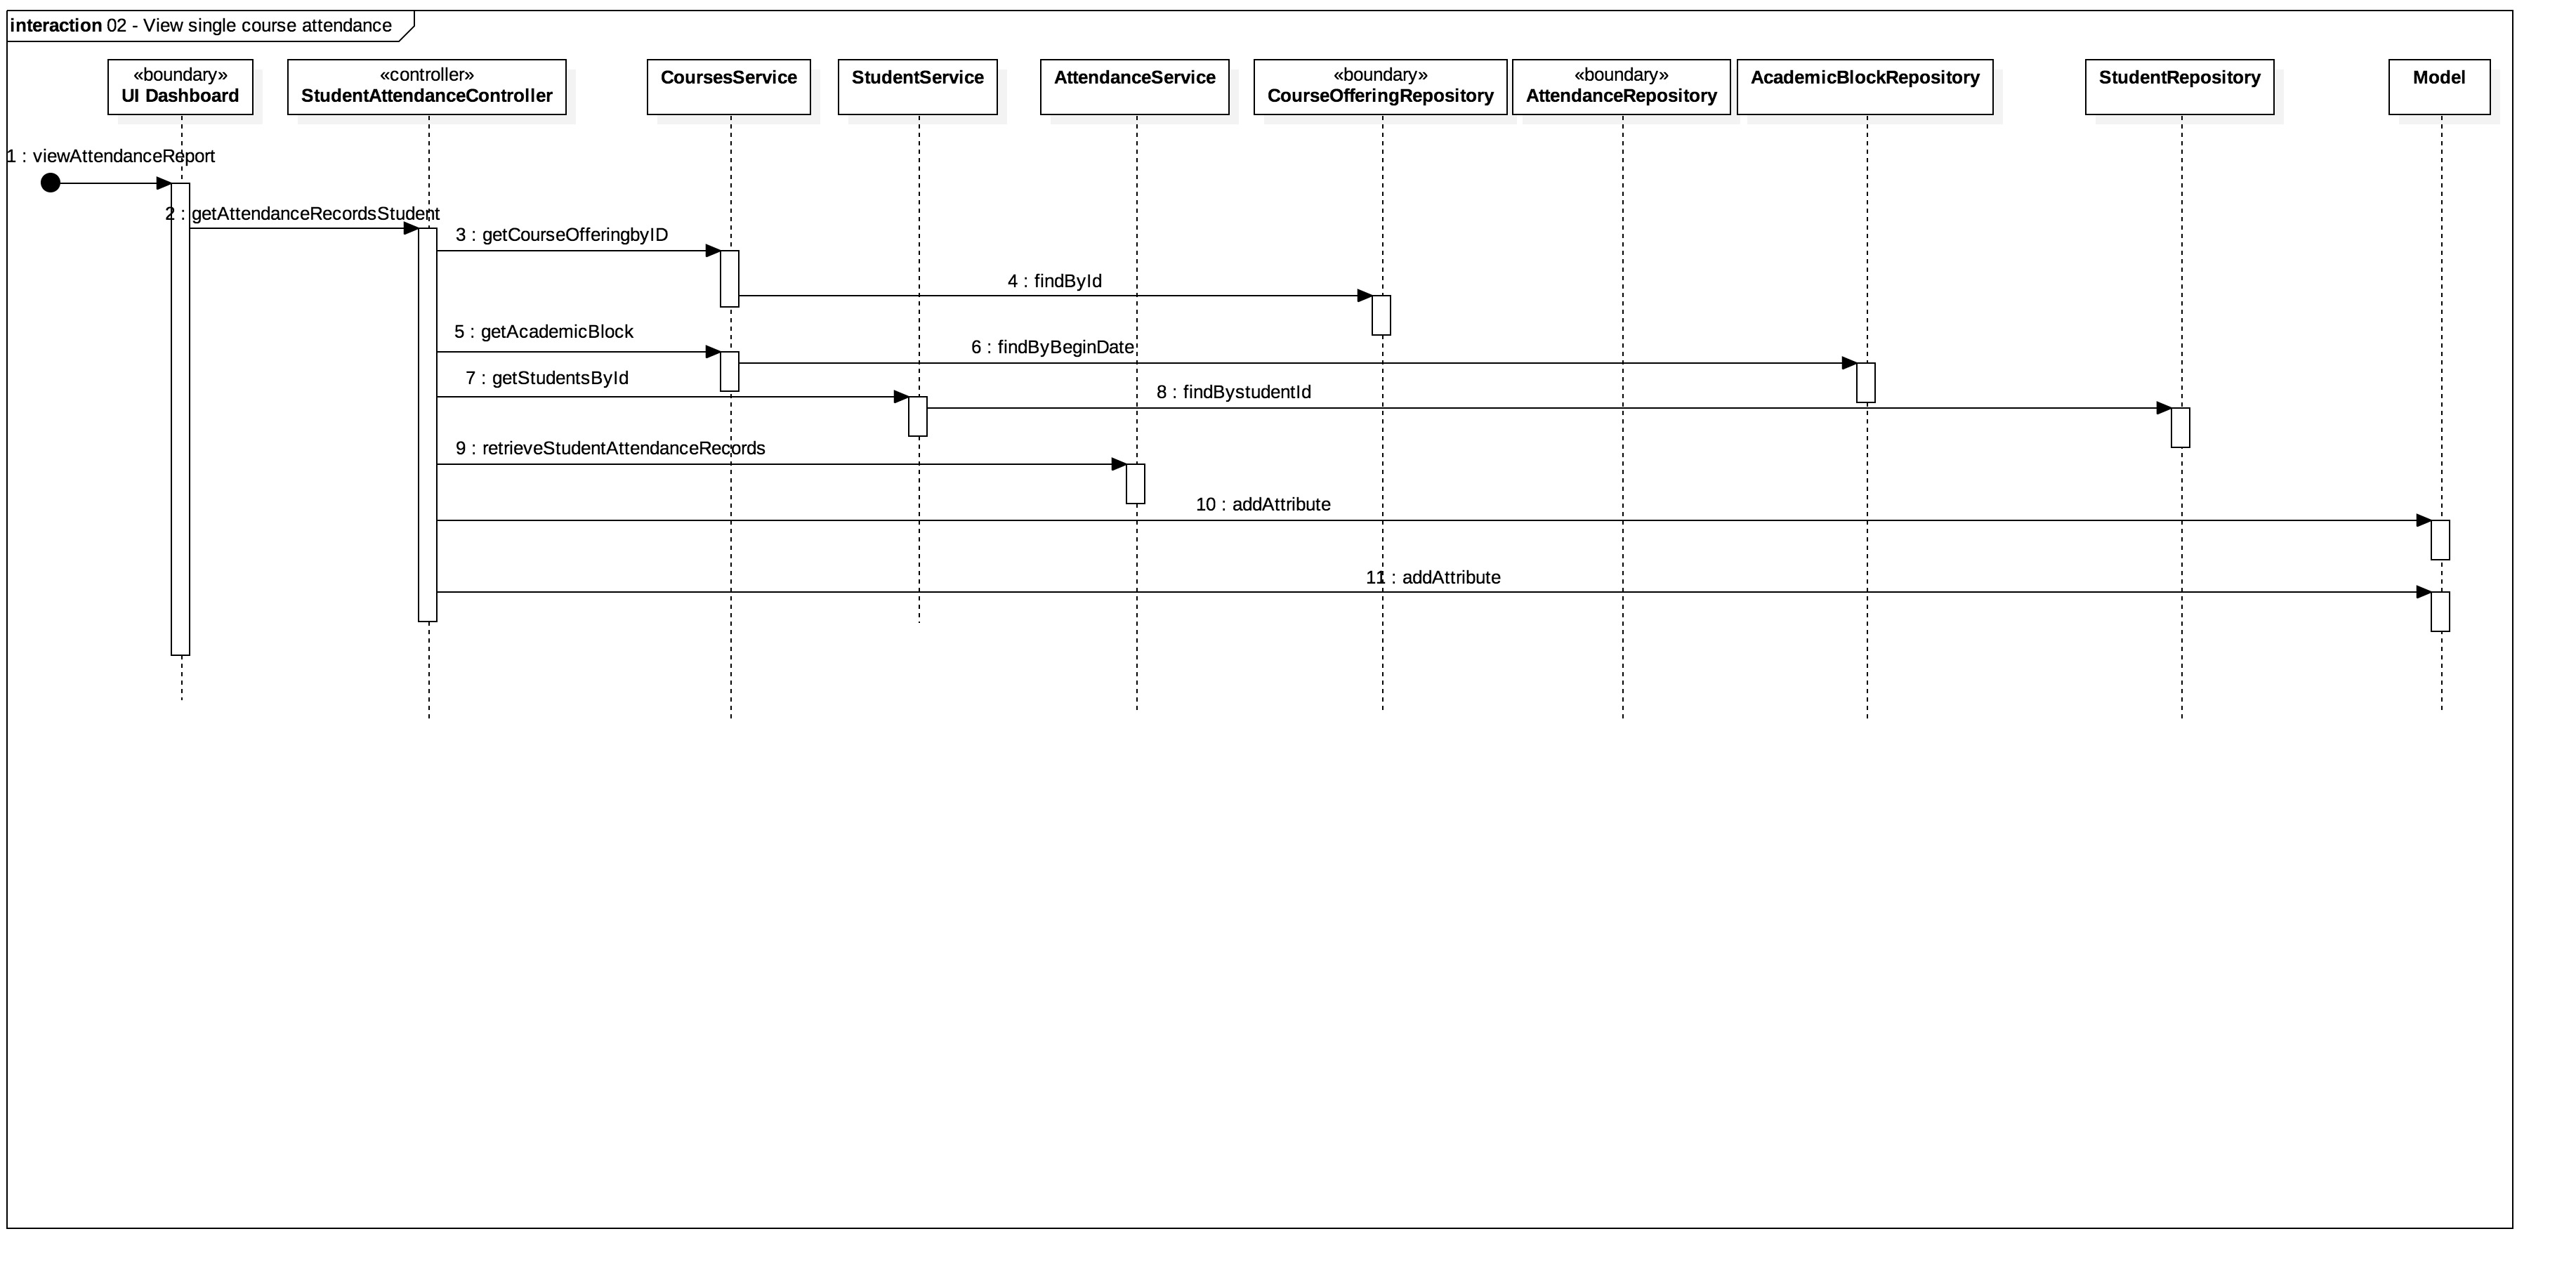 interaction 02 - View single course attendance
«boundary»
UI Dashboard
«controller»
StudentAttendanceController
CoursesService
StudentService
AttendanceService
«boundary»
CourseOfferingRepository
«boundary»
AttendanceRepository
AcademicBlockRepository
StudentRepository
Model
1 : viewAttendanceReport
2 : getAttendanceRecordsStudent
3 : getCourseOfferingbyID
4 : findById
5 : getAcademicBlock
6 : findByBeginDate
7 : getStudentsById
8 : findBystudentId
9 : retrieveStudentAttendanceRecords
10 : addAttribute
11 : addAttribute